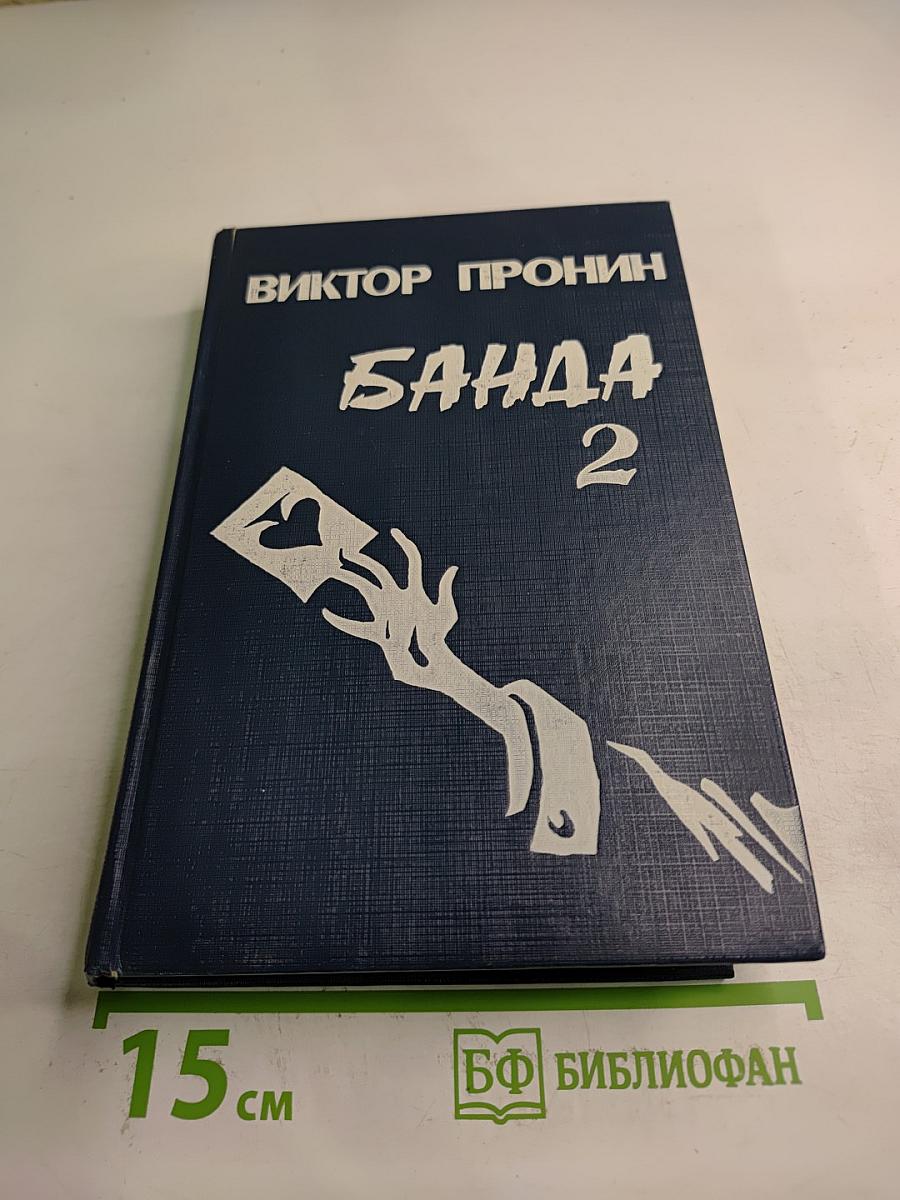 ВИКТОР ПРОНИН
БАНДА
2
15 см
БФ БИБЛИОФАН